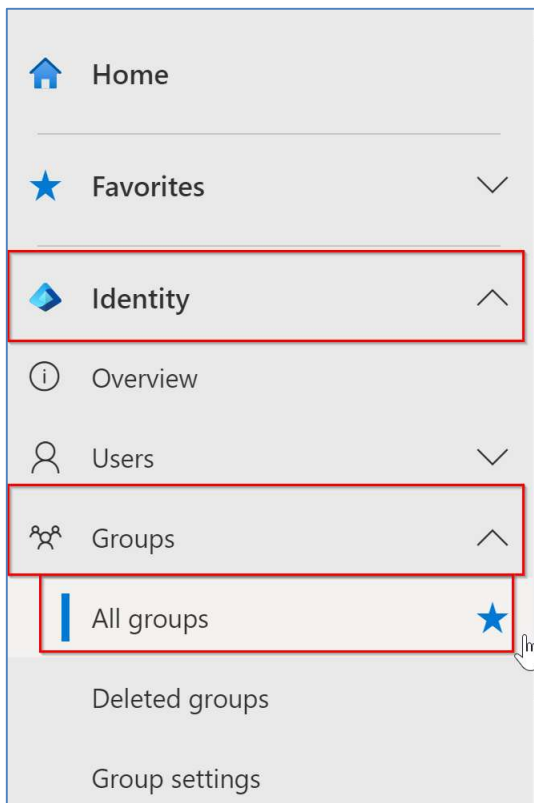 Home
Favorites
Identity
Overview
Users
Groups
All groups
Deleted groups
Group settings